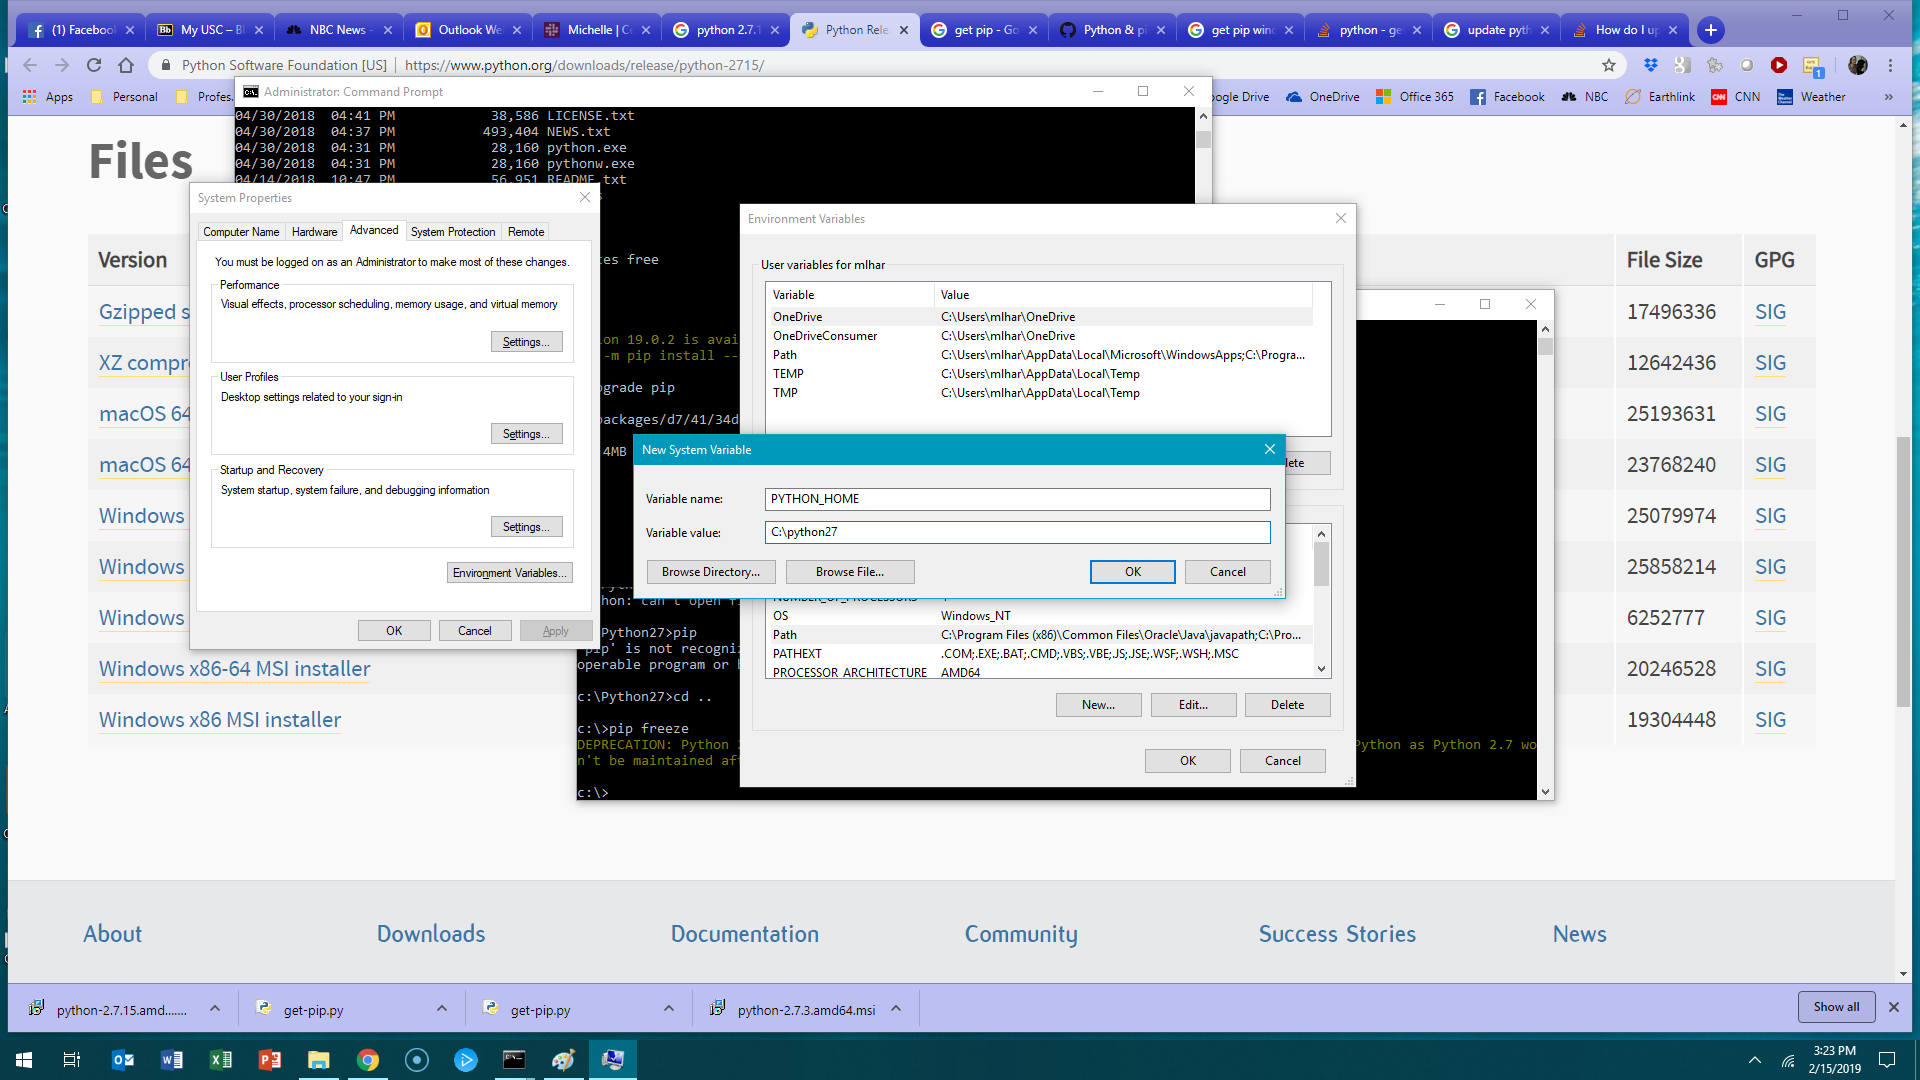 (1) Facebool
My USC – Bl
NBC News -
Outlook We
Michelle | Ce
python 2.7.1
Python Rele
get pip - Go
Python & pi
get pip wind
python - ge
update pyth
How do I up
Python Software Foundation [US]
https://www.python.org/downloads/release/python-2715/
Apps
Personal
Profes
ogle Drive
OneDrive
Office 365
Facebook
NBC
Earthlink
CNN
Weather
»
Administrator: Command Prompt
04/30/2018 04:41 PM 38,586 LICENSE.txt
04/30/2018 04:37 PM 493,404 NEWS.txt
04/30/2018 04:31 PM 28,160 python.exe
04/30/2018 04:31 PM 28,160 pythonw.exe
04/14/2018 10:47 PM 56,951 README.txt
tes free
ion 19.0.2 is avai
-m pip install --
pgrade pip
packages/d7/41/34d
4MB
Files
Version
File Size
GPG
Gzipped s
17496336
SIG
XZ compr
12642436
SIG
macOS 64
25193631
SIG
macOS 64
23768240
SIG
Windows
25079974
SIG
Windows
25858214
SIG
Windows
6252777
SIG
Windows x86-64 MSI installer
20246528
SIG
Windows x86 MSI installer
19304448
SIG
System Properties
Computer Name
Hardware
Advanced
System Protection
Remote
You must be logged on as an Administrator to make most of these changes.
Performance
Visual effects, processor scheduling, memory usage, and virtual memory
Settings...
User Profiles
Desktop settings related to your sign-in
Settings...
Startup and Recovery
System startup, system failure, and debugging information
Settings...
Environment Variables...
OK
Cancel
Apply
Environment Variables
User variables for mlhar
Variable
Value
OneDrive
C:\Users\mlhar\OneDrive
OneDriveConsumer
C:\Users\mlhar\OneDrive
Path
C:\Users\mlhar\AppData\Local\Microsoft\WindowsApps;C:\Progra...
TEMP
C:\Users\mlhar\AppData\Local\Temp
TMP
C:\Users\mlhar\AppData\Local\Temp
lete
New System Variable
Variable name:
PYTHON_HOME
Variable value:
C:\python27
Browse Directory...
Browse File...
OK
Cancel
OS
Windows_NT
Path
C:\Program Files (x86)\Common Files\Oracle\Java\javapath;C:\Pro...
PATHEXT
.COM;.EXE;.BAT;.CMD;.VBS;.VBE;.JS;.JSE;.WSF;.WSH;.MSC
PROCESSOR_ARCHITECTURE
AMD64
New...
Edit...
Delete
OK
Cancel
hon: can't open fi
Python27>pip
pip' is not recogniz
operable program or b
c:\Python27>cd ..
c:\>pip freeze
DEPRECATION: Python 2
Python as Python 2.7 wo
n't be maintained aft
c:\>
About
Downloads
Documentation
Community
Success Stories
News
python-2.7.15.amd.......
get-pip.py
get-pip.py
python-2.7.3.amd64.msi
Show all
3:23 PM
2/15/2019